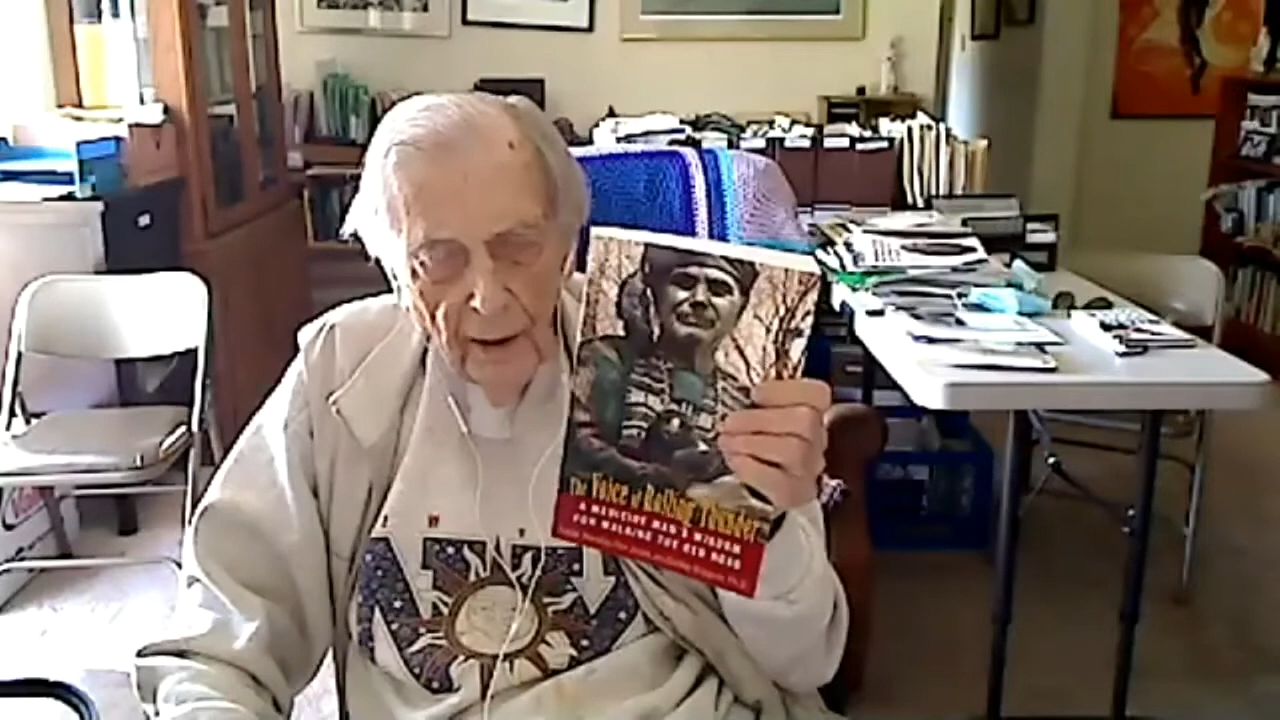 The Voice of Rolling Thunder
A MEDICINE MAN'S WISDOM
FOR WALKING THE RED ROAD